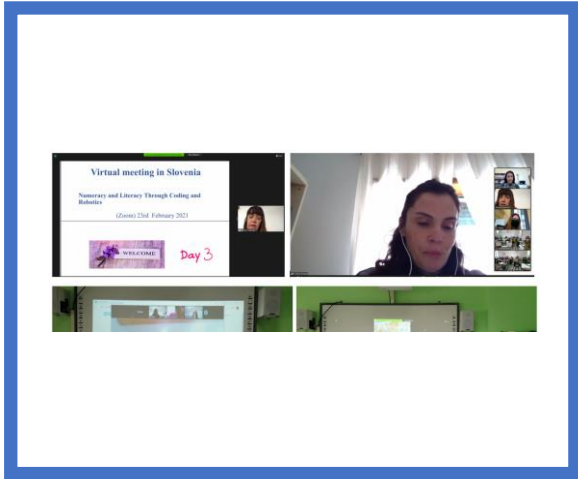 Virtual meeting in Slovenia
Numeracy and Literacy Through Coding and
Robotics
(Zoom) 23rd February 2021
WELCOME
Day 3